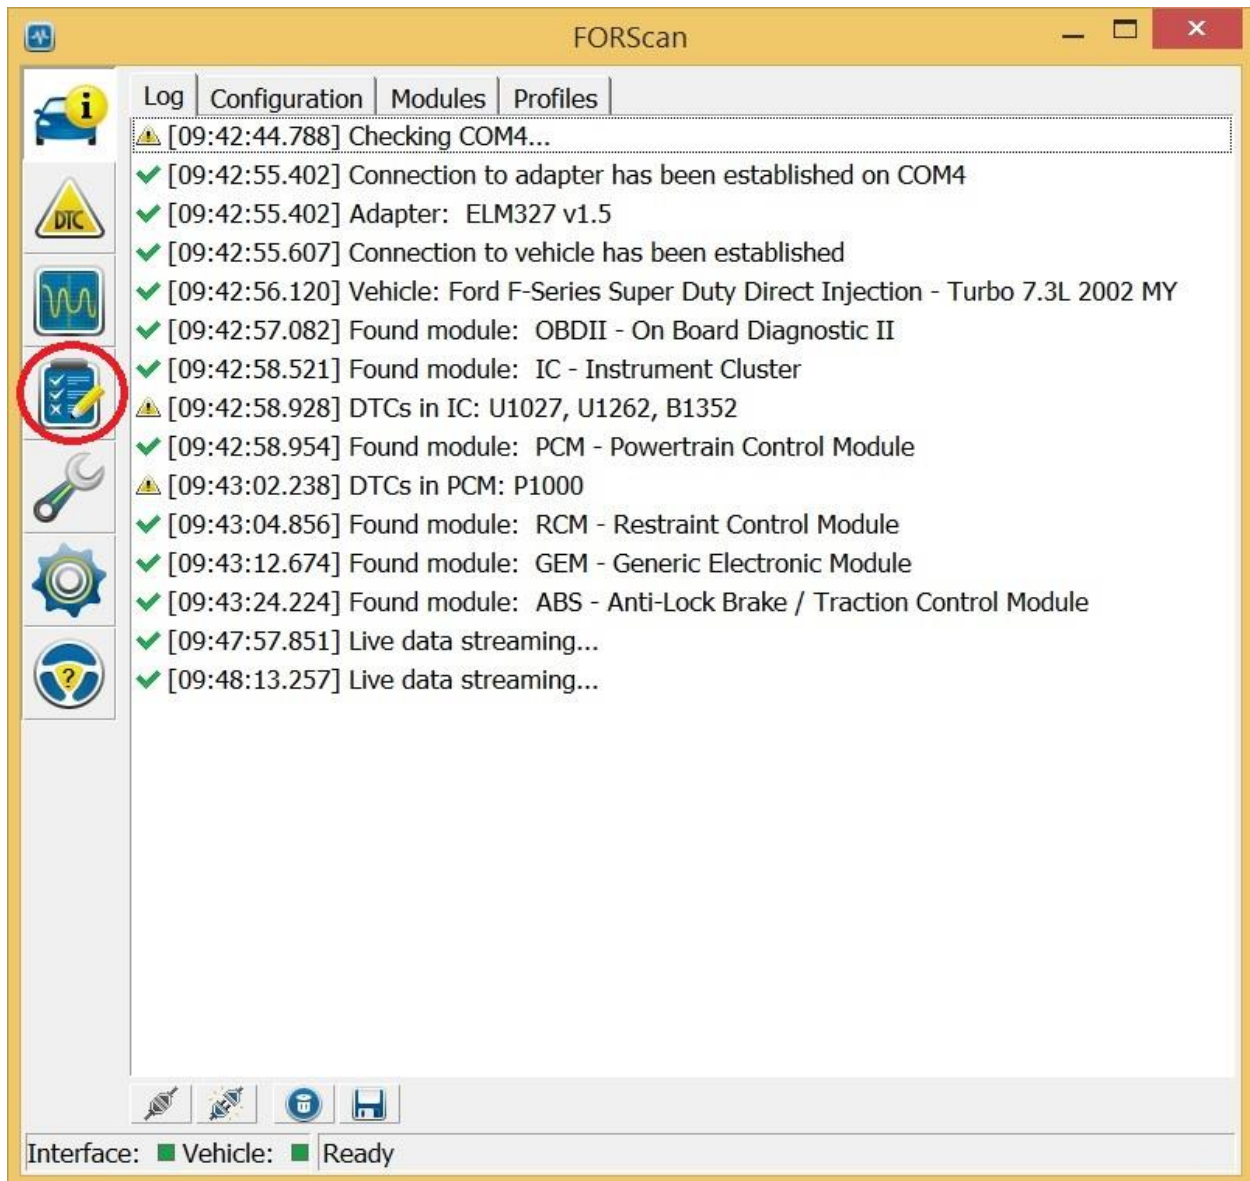 FORScan
Log Configuration Modules Profiles
[09:42:44.788] Checking COM4...
[09:42:55.402] Connection to adapter has been established on COM4
[09:42:55.402] Adapter: ELM327 v1.5
[09:42:55.607] Connection to vehicle has been established
[09:42:56.120] Vehicle: Ford F-Series Super Duty Direct Injection - Turbo 7.3L 2002 MY
[09:42:57.082] Found module: OBDII - On Board Diagnostic II
[09:42:58.521] Found module: IC - Instrument Cluster
[09:42:58.928] DTCs in IC: U1027, U1262, B1352
[09:42:58.954] Found module: PCM - Powertrain Control Module
[09:43:02.238] DTCs in PCM: P1000
[09:43:04.856] Found module: RCM - Restraint Control Module
[09:43:12.674] Found module: GEM - Generic Electronic Module
[09:43:24.224] Found module: ABS - Anti-Lock Brake / Traction Control Module
[09:47:57.851] Live data streaming...
[09:48:13.257] Live data streaming...
i
DTC
?
Interface: Vehicle: Ready